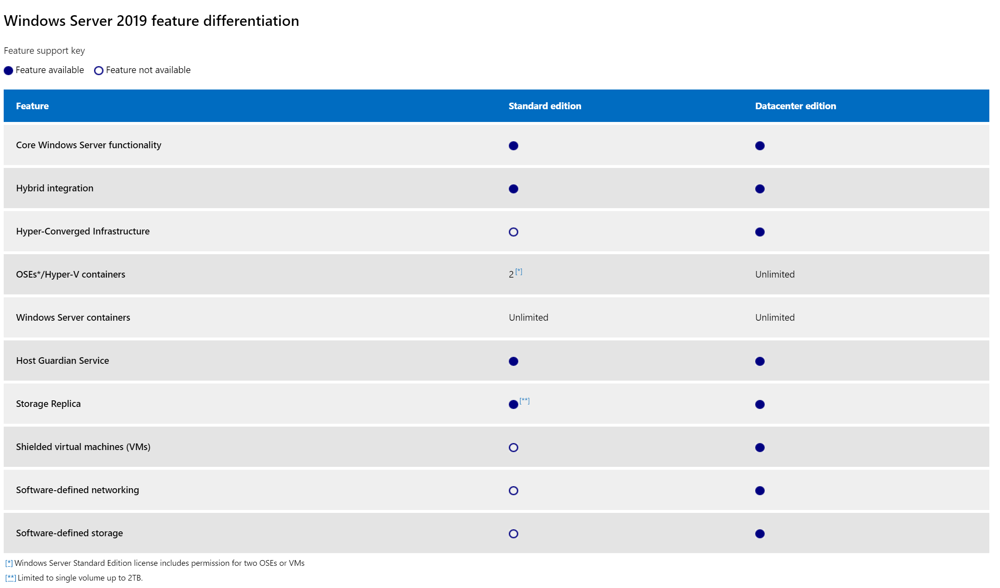 Windows Server 2019 feature differentiation
Feature support key
Feature available Feature not available
Feature Standard edition Datacenter edition
Core Windows Server functionality
Hybrid integration
Hyper-Converged Infrastructure
OSEs*/Hyper-V containers 2 [*] Unlimited
Windows Server containers Unlimited Unlimited
Host Guardian Service
Storage Replica [**]
Shielded virtual machines (VMs)
Software-defined networking
Software-defined storage
[*] Windows Server Standard Edition license includes permission for two OSEs or VMs
[**] Limited to single volume up to 2TB.